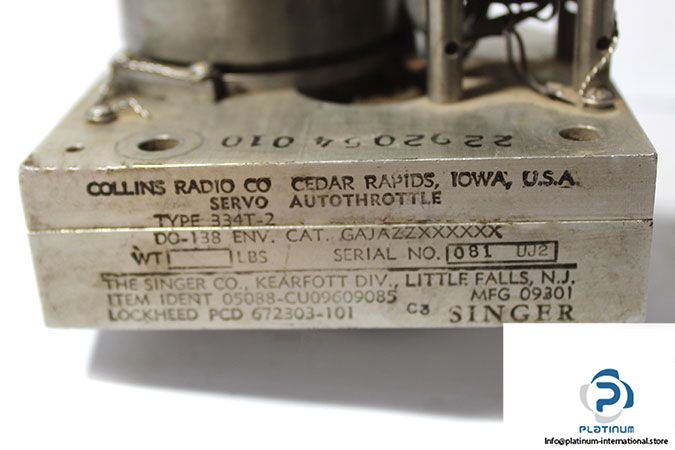 2292054 010
COLLINS RADIO CO CEDAR RAPIDS, IOWA, U.S.A.
SERVO AUTOTHROTTLE
TYPE 334T-2
DO-138 ENV. CAT. GAJAZZXXXXXX
WT LBS SERIAL NO. 081 UJ2
THE SINGER CO., KEARFOTT DIV., LITTLE FALLS, N.J.
ITEM IDENT 05088-CU09609085 MFG 09301
LOCKHEED PCD 672303-101 C3 SINGER
PLATINUM
Info@platinum-international.store